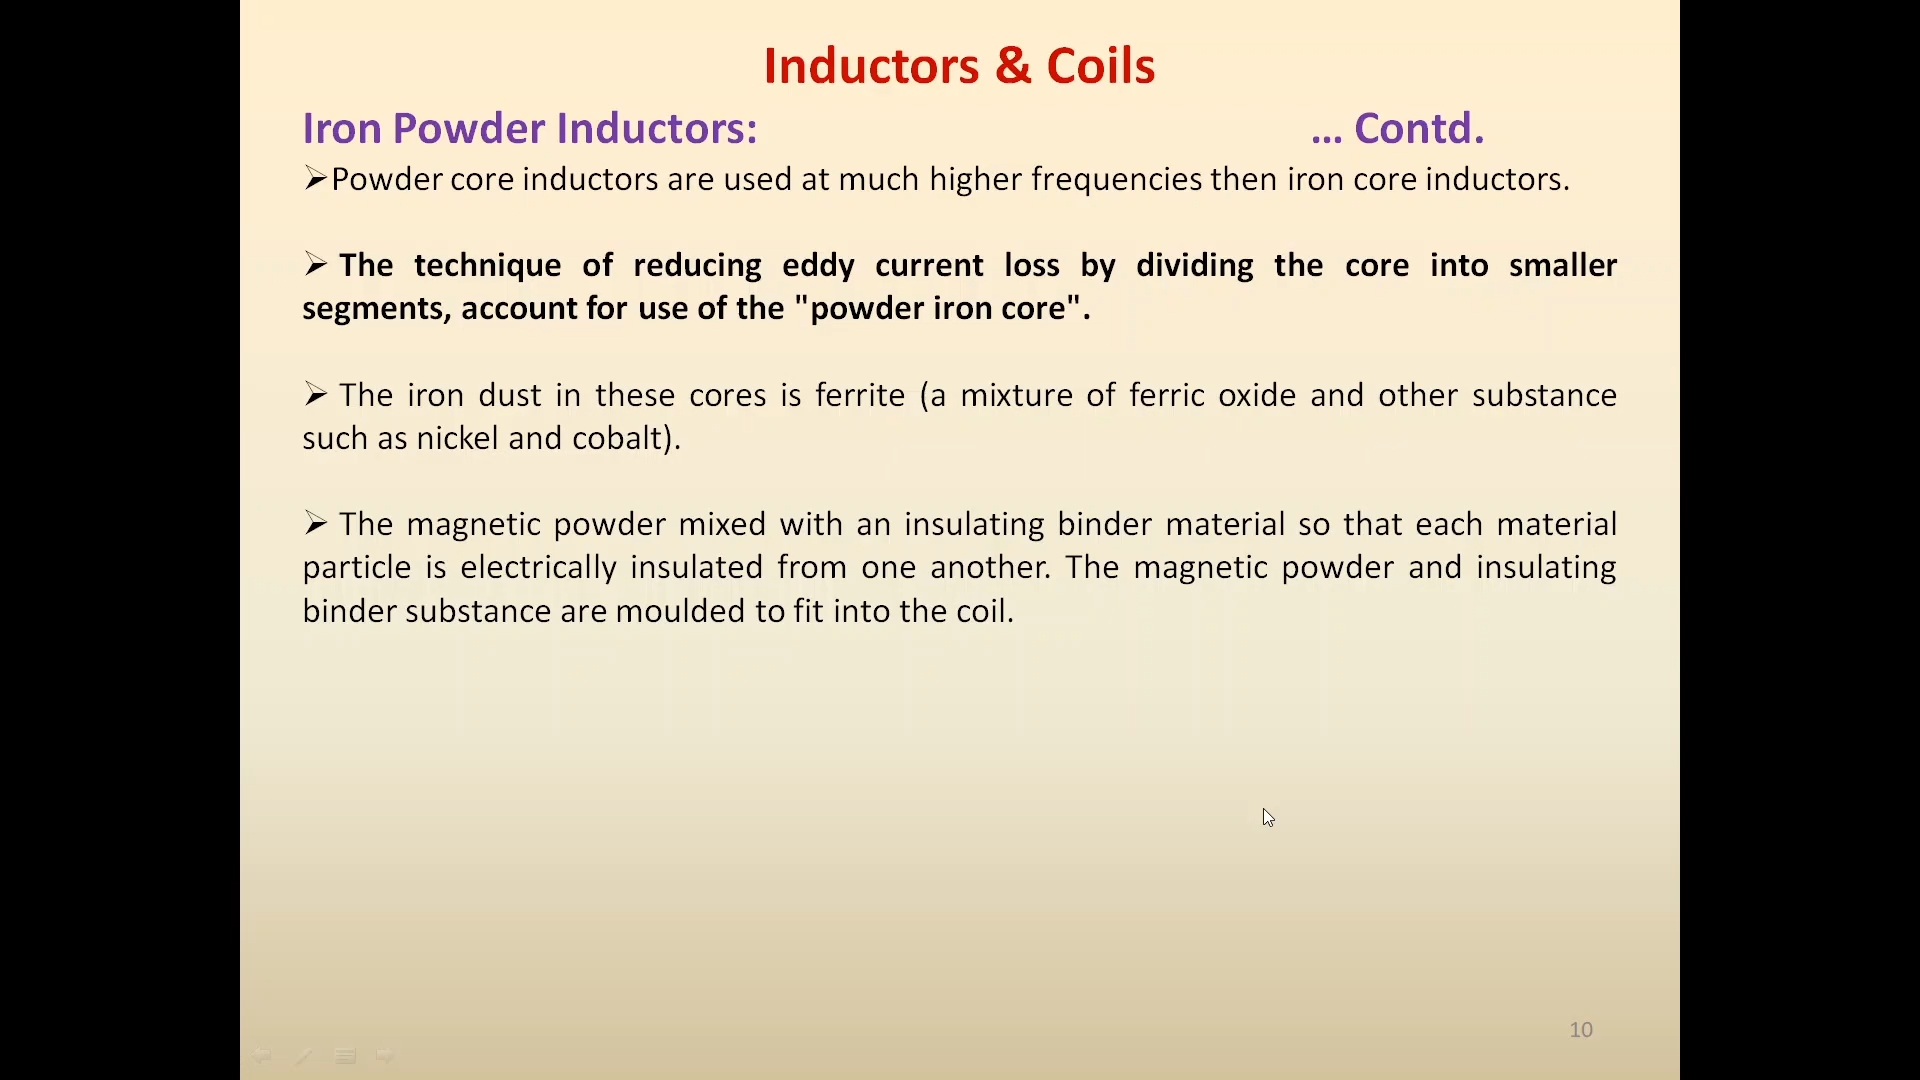 Inductors & Coils
Iron Powder Inductors: ... Contd.
➢Powder core inductors are used at much higher frequencies then iron core inductors.
➢ The technique of reducing eddy current loss by dividing the core into smaller
segments, account for use of the "powder iron core".
➢ The iron dust in these cores is ferrite (a mixture of ferric oxide and other substance
such as nickel and cobalt).
➢ The magnetic powder mixed with an insulating binder material so that each material
particle is electrically insulated from one another. The magnetic powder and insulating
binder substance are moulded to fit into the coil.
10